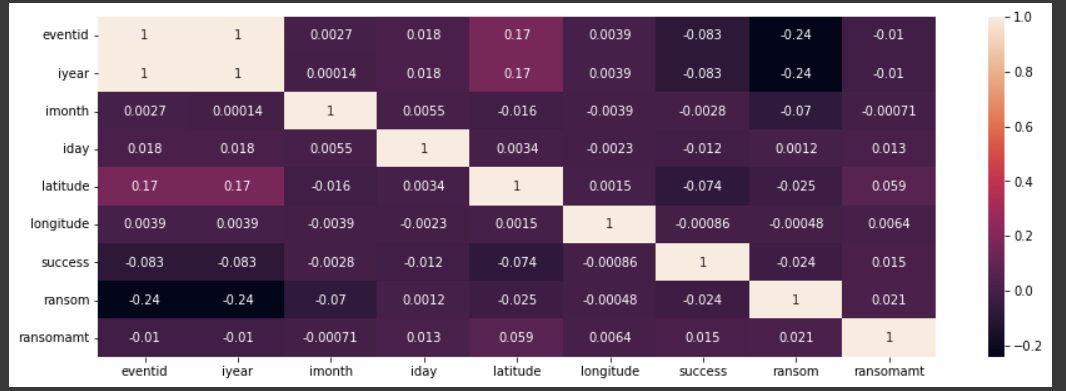 eventid 1 1 0.0027 0.018 0.17 0.0039 -0.083 -0.24 -0.01
iyear 1 1 0.00014 0.018 0.17 0.0039 -0.083 -0.24 -0.01
imonth 0.0027 0.00014 1 0.0055 -0.016 -0.0039 -0.0028 -0.07 -0.00071
iday 0.018 0.018 0.0055 1 0.0034 -0.0023 -0.012 0.0012 0.013
latitude 0.17 0.17 -0.016 0.0034 1 0.0015 -0.074 -0.025 0.059
longitude 0.0039 0.0039 -0.0039 -0.0023 0.0015 1 -0.00086 -0.00048 0.0064
success -0.083 -0.083 -0.0028 -0.012 -0.074 -0.00086 1 -0.024 0.015
ransom -0.24 -0.24 -0.07 0.0012 -0.025 -0.00048 -0.024 1 0.021
ransomamt -0.01 -0.01 -0.00071 0.013 0.059 0.0064 0.015 0.021 1
eventid iyear imonth iday latitude longitude success ransom ransomamt
1.0
0.8
0.6
0.4
0.2
0.0
−0.2